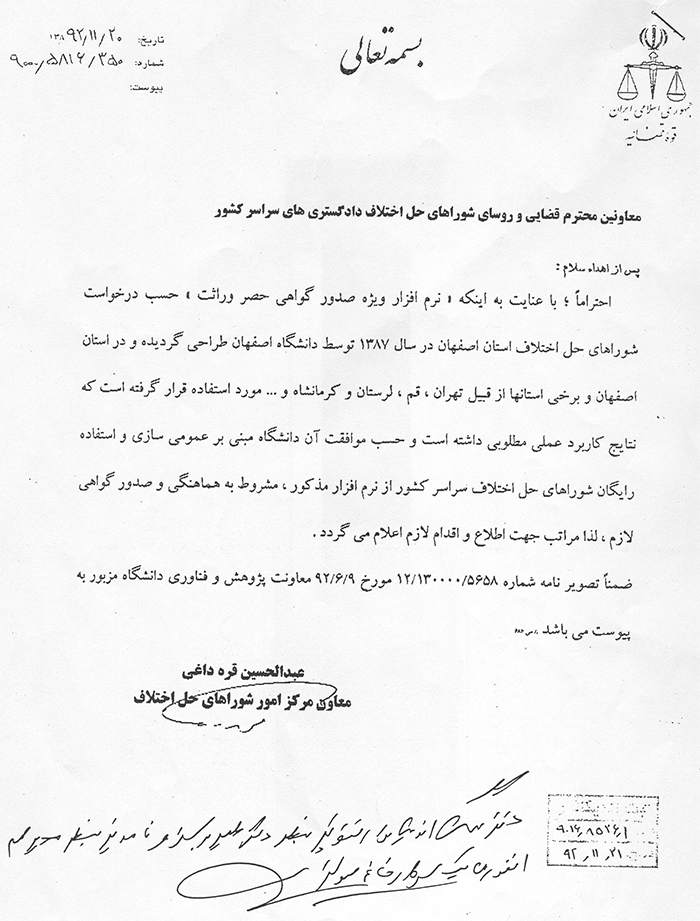 بسمه تعالی
جمهوری اسلامی ایران
قوه قضائیه
تاریخ: ۱۳۸۹۲/۱۱/۲۰
شماره: ۹۰۰۰/۵۸۱۶/۳۵۰
پیوست:
معاونین محترم قضایی و روسای شوراهای حل اختلاف دادگستری های سراسر کشور
پس از اهداء سلام :
احتراماً ؛ با عنایت به اینکه « نرم افزار ویژه صدور گواهی حصر وراثت » حسب درخواست
شوراهای حل اختلاف استان اصفهان در سال ۱۳۸۷ توسط دانشگاه اصفهان طراحی گردیده و در استان
اصفهان و برخی استانها از قبیل تهران ، قم ، لرستان و کرمانشاه و ... مورد استفاده قرار گرفته است که
نتایج کاربرد عملی مطلوبی داشته است و حسب موافقت آن دانشگاه مبنی بر عمومی سازی و استفاده
رایگان شوراهای حل اختلاف سراسر کشور از نرم افزار مذکور ، مشروط به هماهنگی و صدور گواهی
لازم ، لذا مراتب جهت اطلاع و اقدام لازم اعلام می گردد .
ضمناً تصویر نامه شماره ۱۲/۱۳۰۰۰۰/۵۶۵۸ مورخ ۹۲/۶/۹ معاونت پژوهش و فناوری دانشگاه مزبور به
پیوست می باشد
عبدالحسین قره داغی
معاون مرکز امور شوراهای حل اختلاف
۹۲/۱۱/۲۱